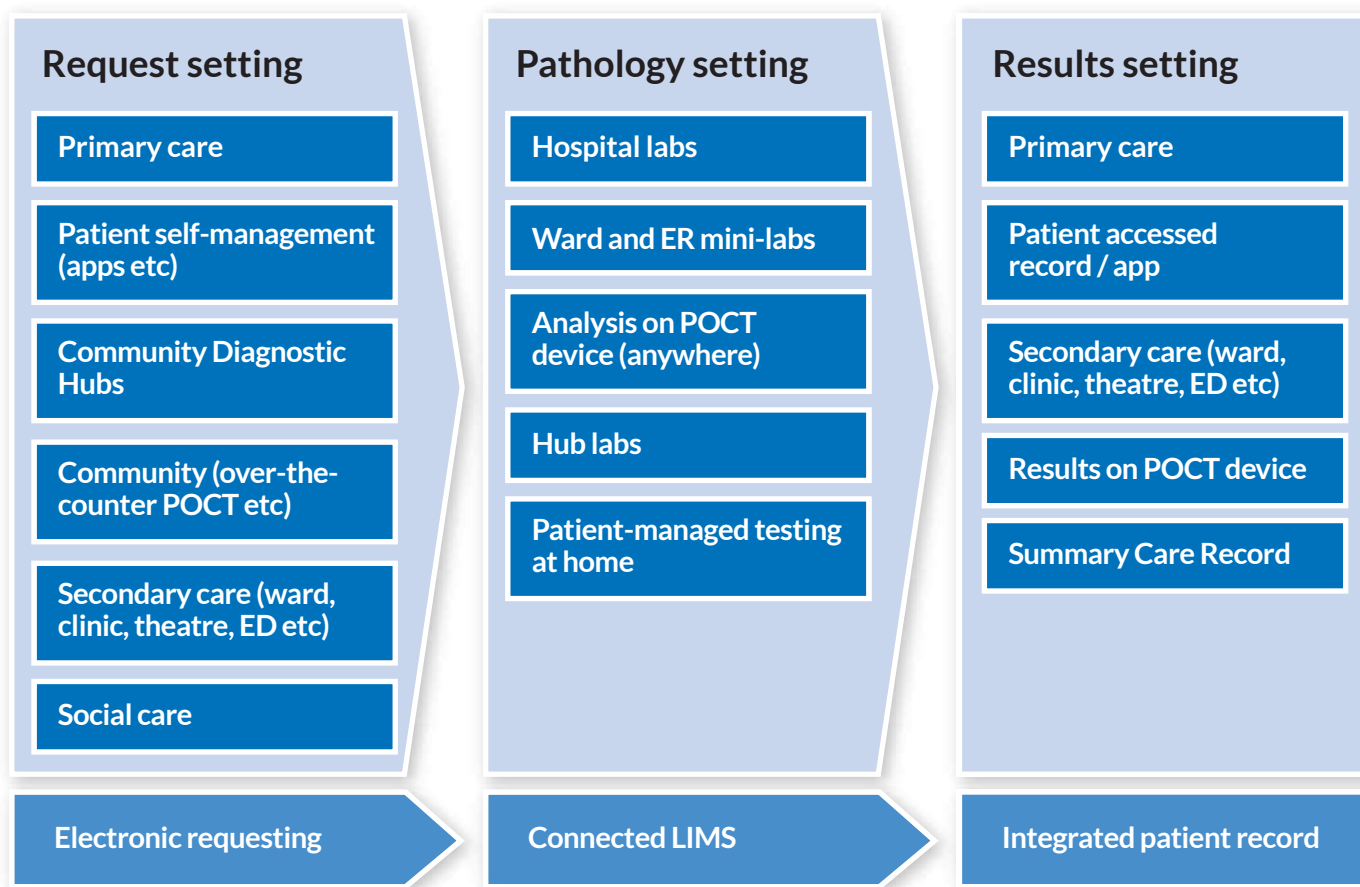 Request setting
Primary care
Patient self-management
(apps etc)
Community Diagnostic
Hubs
Community (over-the-
counter POCT etc)
Secondary care (ward,
clinic, theatre, ED etc)
Social care
Electronic requesting
Pathology setting
Hospital labs
Ward and ER mini-labs
Analysis on POCT
device (anywhere)
Hub labs
Patient-managed testing
at home
Connected LIMS
Results setting
Primary care
Patient accessed
record / app
Secondary care (ward,
clinic, theatre, ED etc)
Results on POCT device
Summary Care Record
Integrated patient record